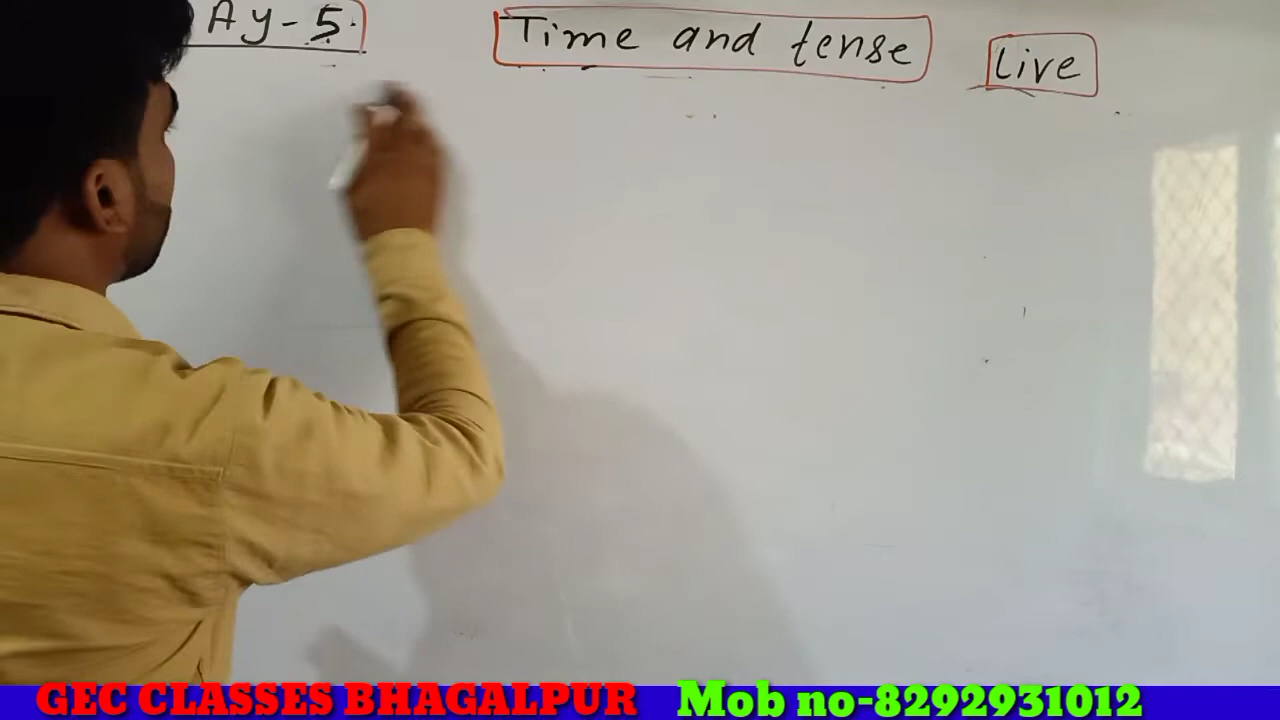 Ay-5.
Time and tense
Live
GEC CLASSES BHAGALPUR Mob no-8292931012